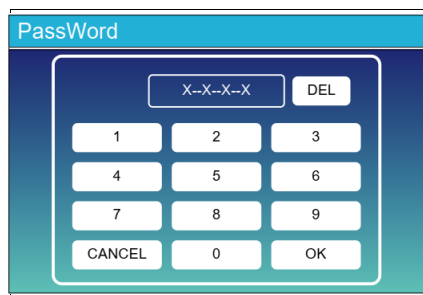 PassWord
X--X--X--X DEL
1 2 3
4 5 6
7 8 9
CANCEL 0 OK